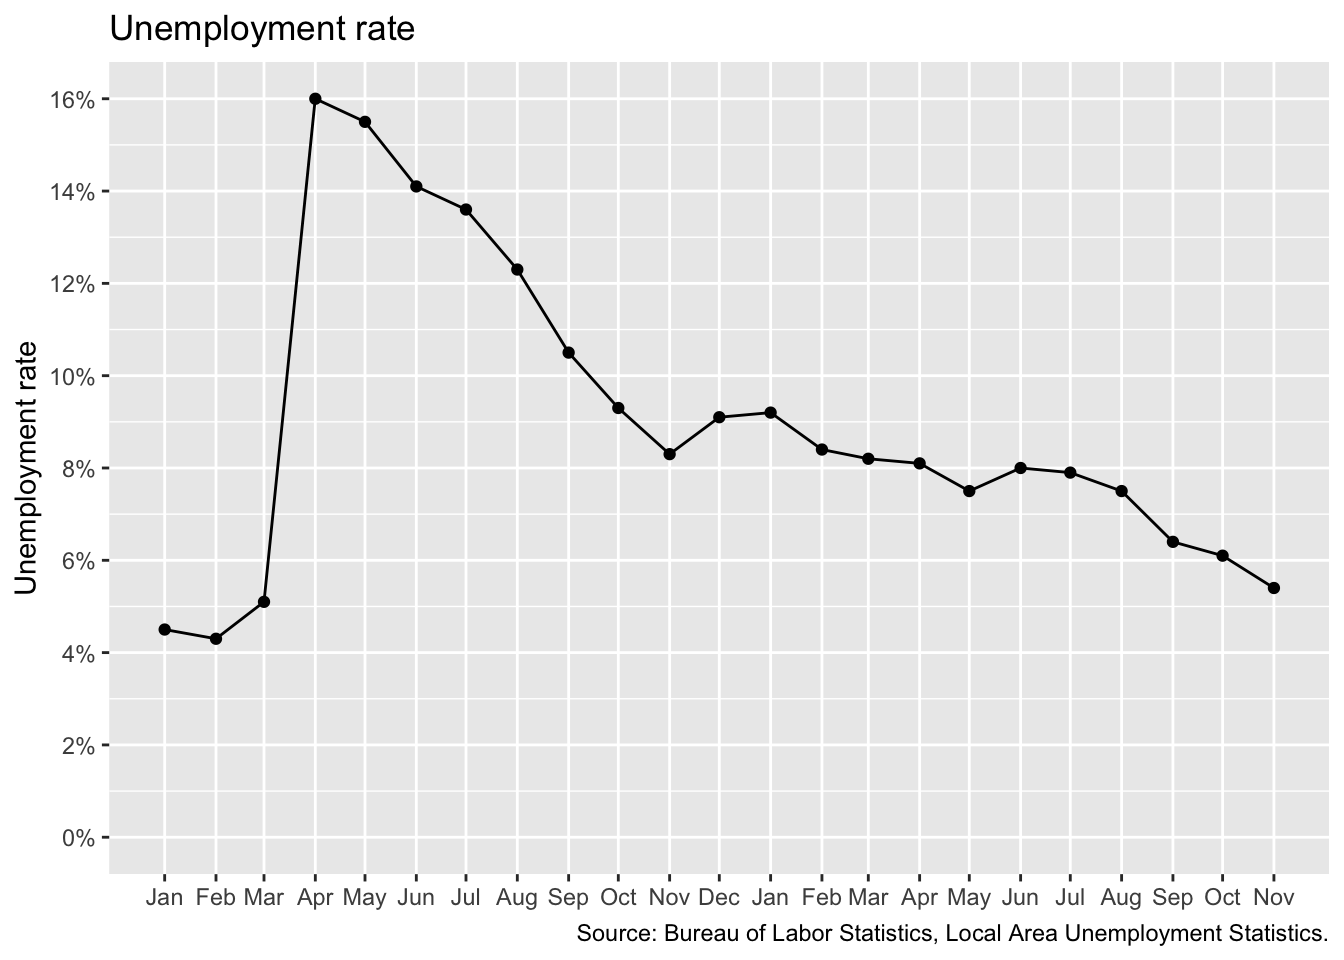 Unemployment rate
Unemployment rate
16%
14%
12%
10%
8%
6%
4%
2%
0%
Jan Feb Mar Apr May Jun Jul Aug Sep Oct Nov Dec Jan Feb Mar Apr May Jun Jul Aug Sep Oct Nov
Source: Bureau of Labor Statistics, Local Area Unemployment Statistics.